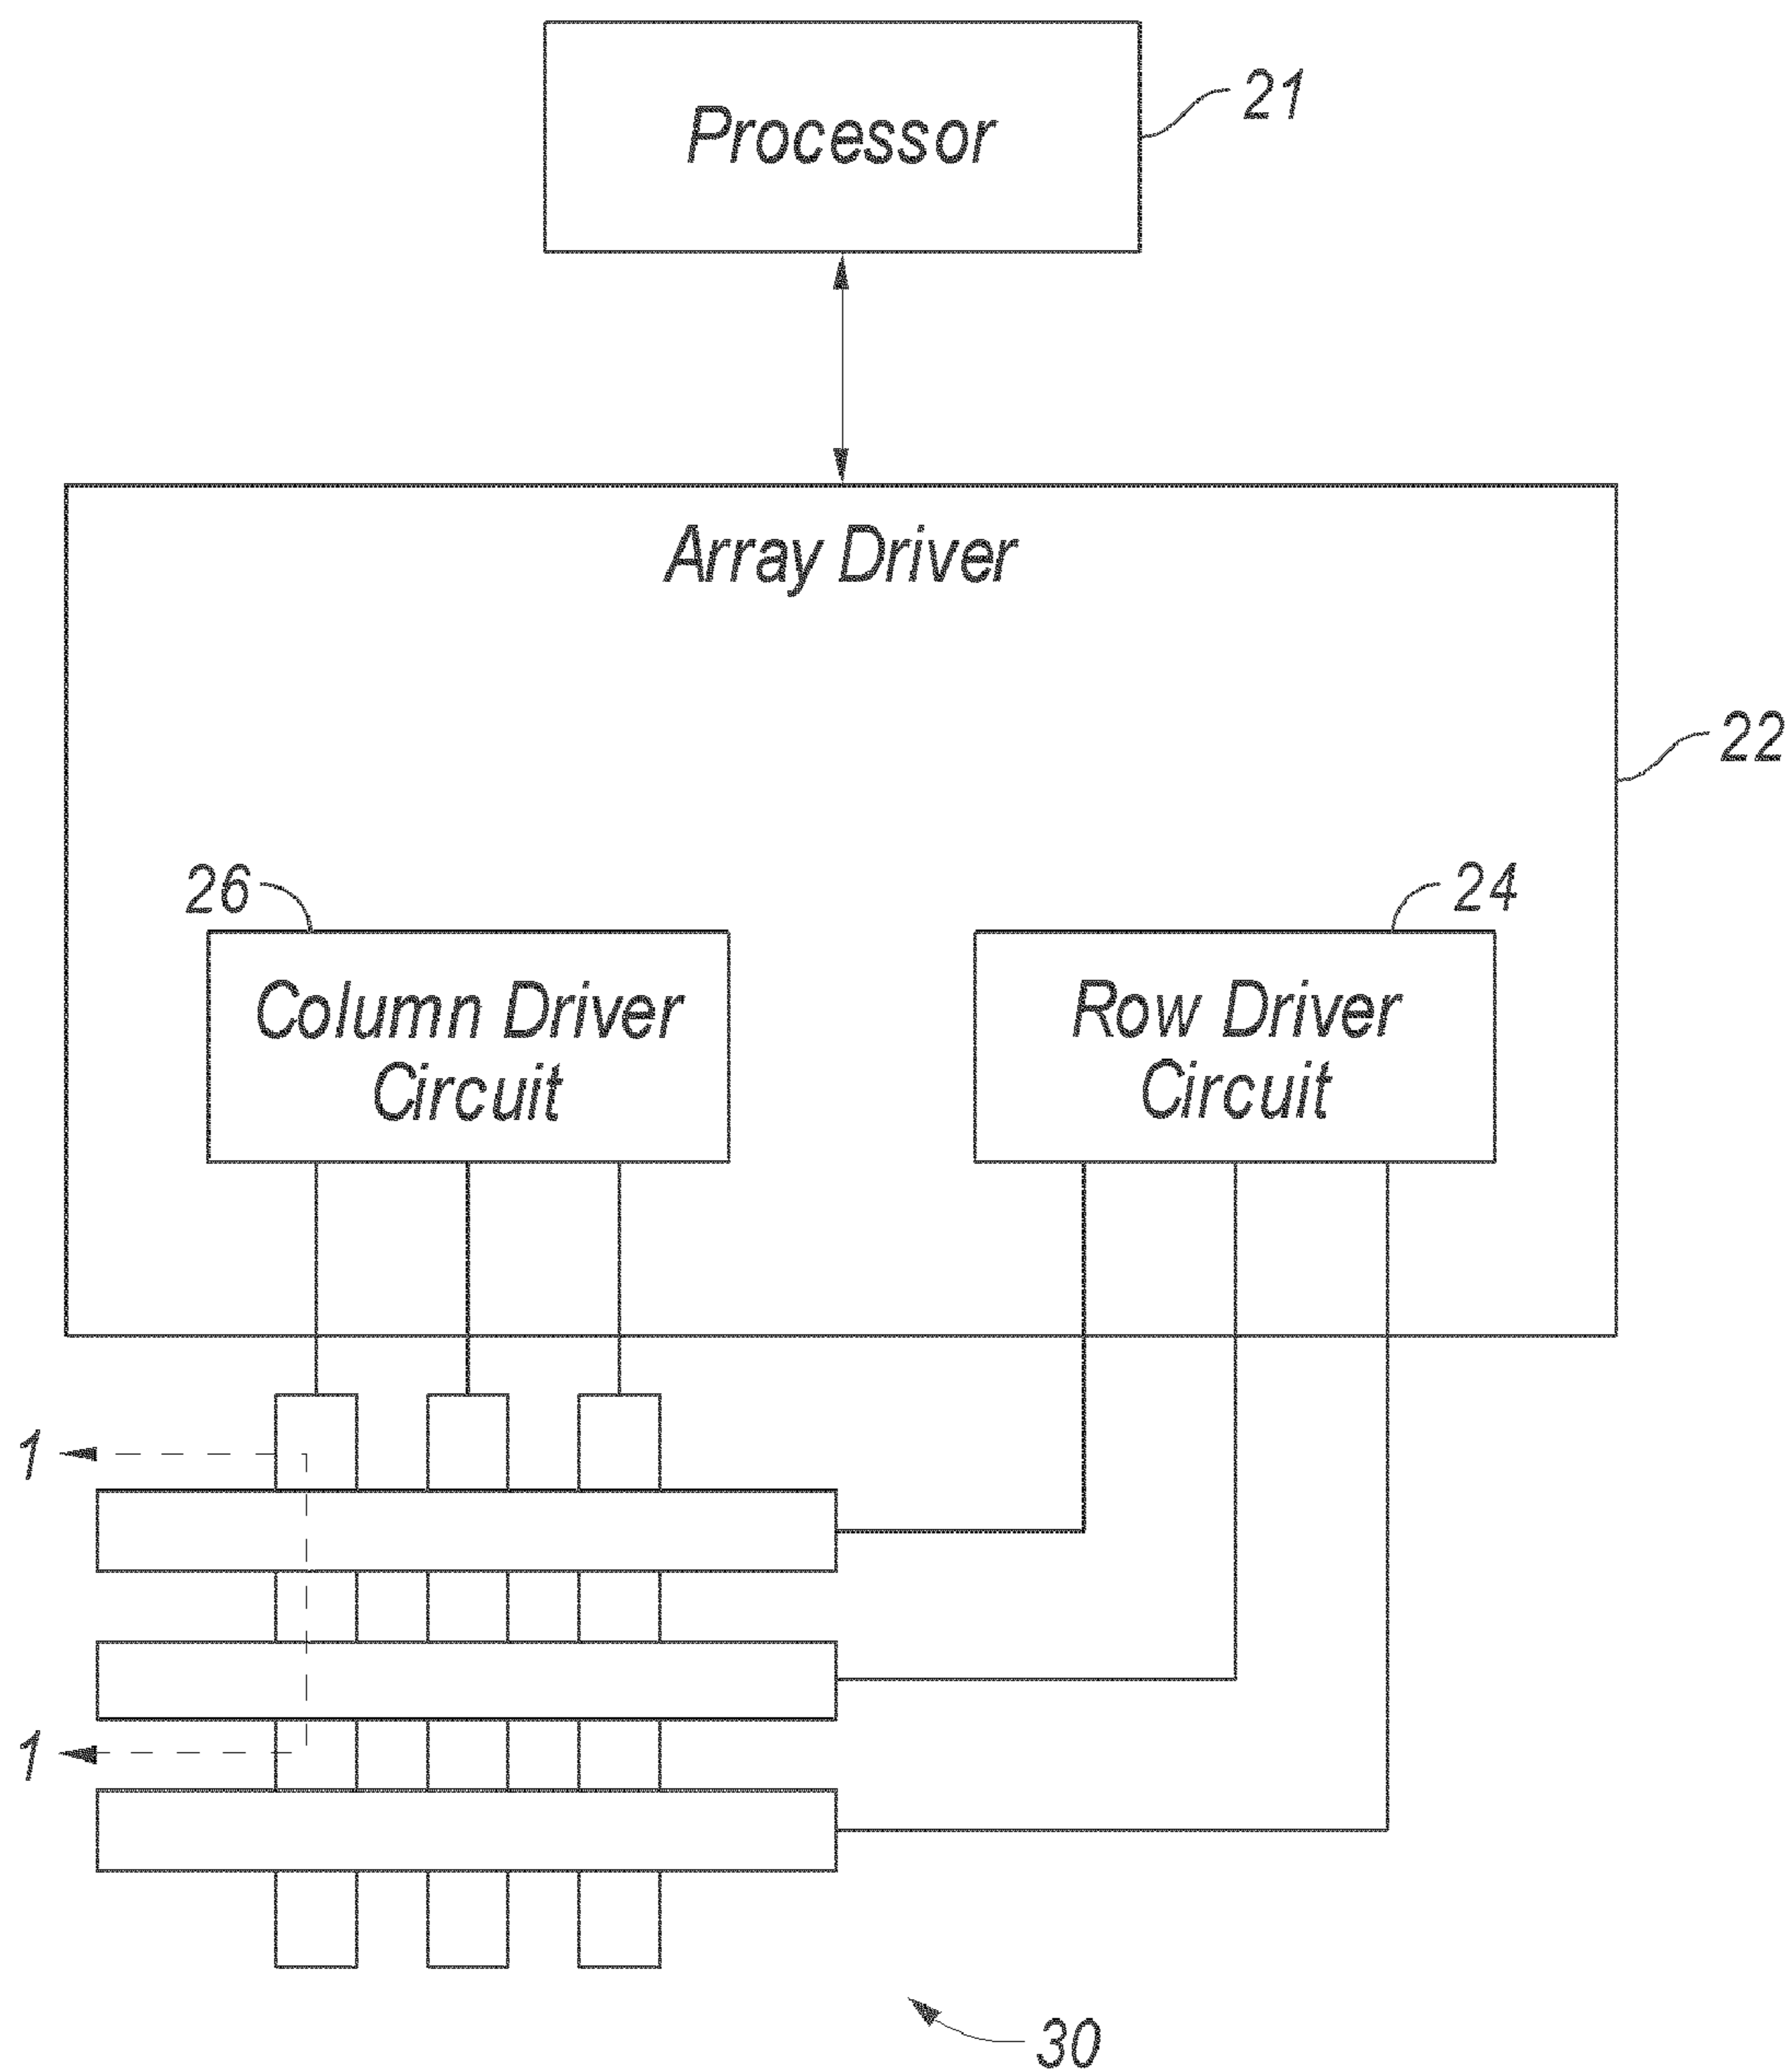 Processor
21
Array Driver
22
26
24
Column Driver
Circuit
Row Driver
Circuit
1
1
30